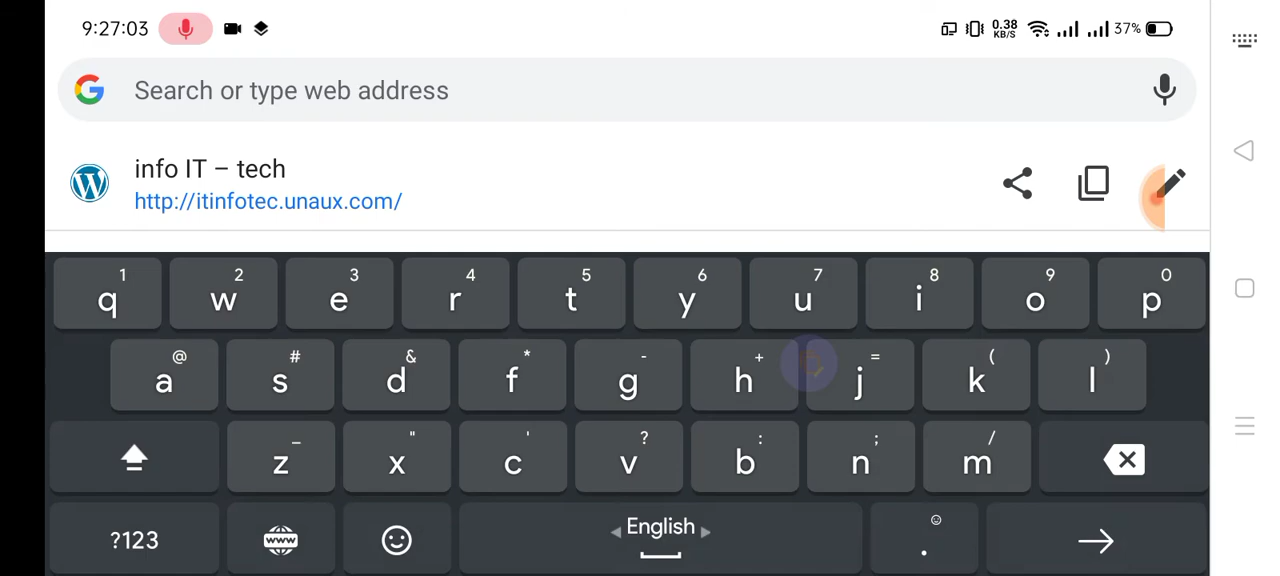 9:27:03 0.38 KB/S 37%
Search or type web address
info IT – tech
http://itinfotec.unaux.com/
1 2 3 4 5 6 7 8 9 0
q w e r t y u i o p
@ # & * - + = ( )
a s d f g h j k l
_ " ' ? : ; /
z x c v b n m
?123 www English .